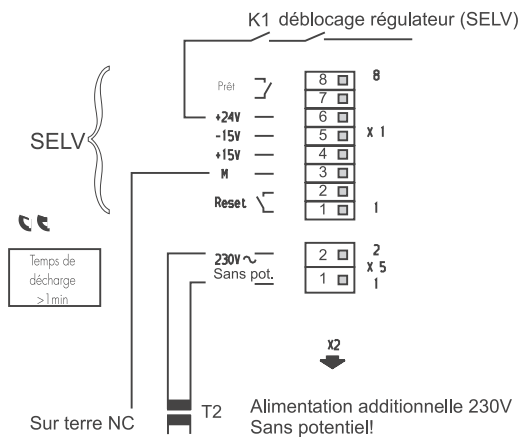 K1 déblocage régulateur (SELV)
8 8
Prêt 7
+24V 6
-15V 5 X 1
SELV
+15V 4
M 3
Reset 2
1 1
230V~ 2 2
Sans pot. X 5
1 1
Temps de
décharge
>1min
X2
T2
Alimentation additionnelle 230V
Sur terre NC
Sans potentiel!